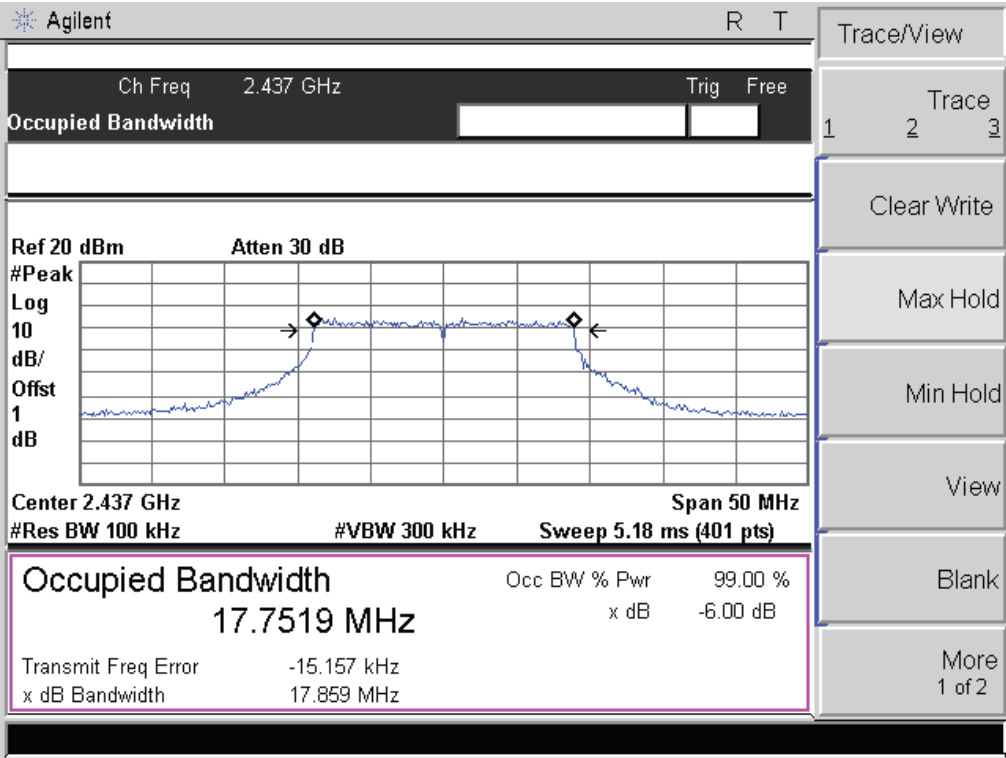 Agilent R T
Ch Freq 2.437 GHz Trig Free
Occupied Bandwidth
Ref 20 dBm Atten 30 dB
#Peak
Log
10
dB/
Offst
1
dB
Center 2.437 GHz Span 50 MHz
#Res BW 100 kHz #VBW 300 kHz Sweep 5.18 ms (401 pts)
Occupied Bandwidth Occ BW % Pwr 99.00 %
17.7519 MHz x dB -6.00 dB
Transmit Freq Error -15.157 kHz
x dB Bandwidth 17.859 MHz
Trace/View
Trace
1 2 3
Clear Write
Max Hold
Min Hold
View
Blank
More
1 of 2